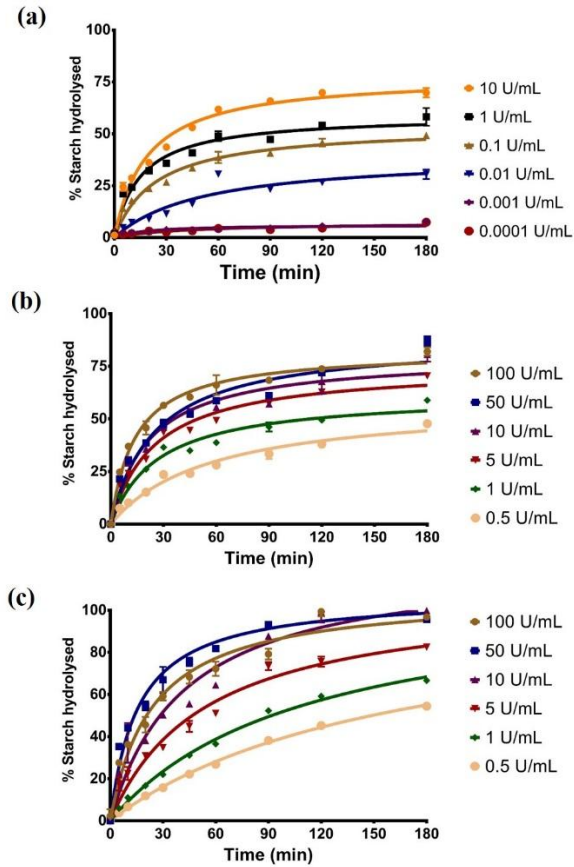 (a)
% Starch hydrolysed
100
75
50
25
0
0 30 60 90 120 150 180
Time (min)
10 U/mL
1 U/mL
0.1 U/mL
0.01 U/mL
0.001 U/mL
0.0001 U/mL
(b)
% Starch hydrolysed
100
75
50
25
0
0 30 60 90 120 150 180
Time (min)
100 U/mL
50 U/mL
10 U/mL
5 U/mL
1 U/mL
0.5 U/mL
(c)
% Starch hydrolysed
100
80
60
40
20
0
0 30 60 90 120 150 180
Time (min)
100 U/mL
50 U/mL
10 U/mL
5 U/mL
1 U/mL
0.5 U/mL